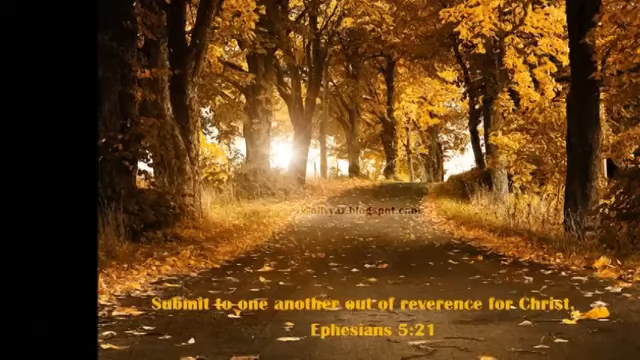 Submit to one another out of reverence for Christ.
Ephesians 5:21